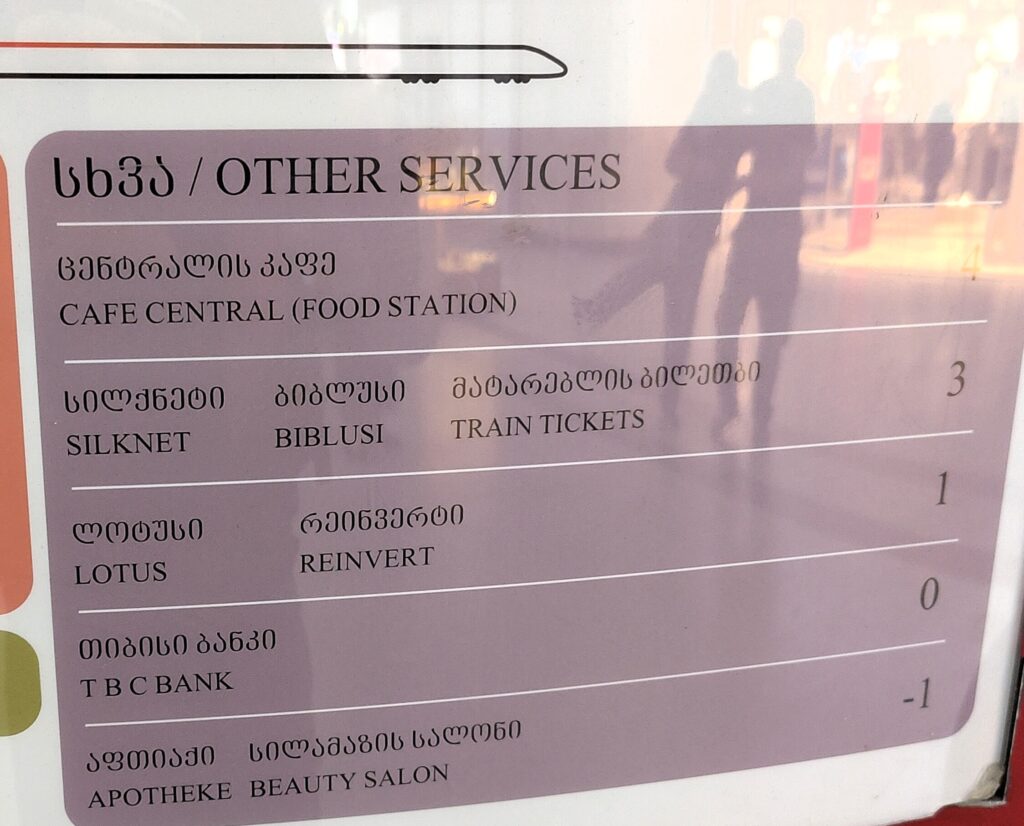 სხვა / OTHER SERVICES
ცენტრალის კაფე
CAFE CENTRAL (FOOD STATION)
4
სილქნეტი ბიბლუსი მატარებლის ბილეთები
SILKNET BIBLUSI TRAIN TICKETS
3
ლოტუსი რეინვერტი
LOTUS REINVERT
1
თიბისი ბანკი
T B C BANK
0
აფთიაქი სილამაზის სალონი
APOTHEKE BEAUTY SALON
-1